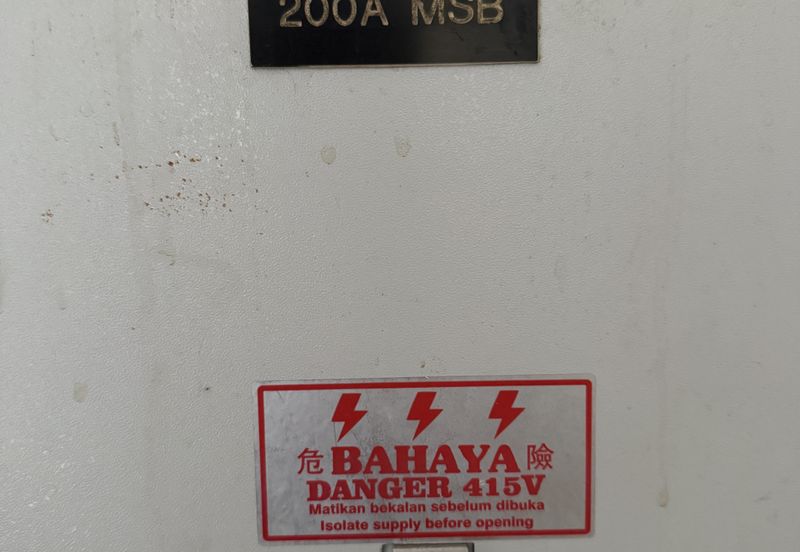 200A MSB
危 BAHAYA 險
DANGER 415V
Matikan bekalan sebelum dibuka
Isolate supply before opening